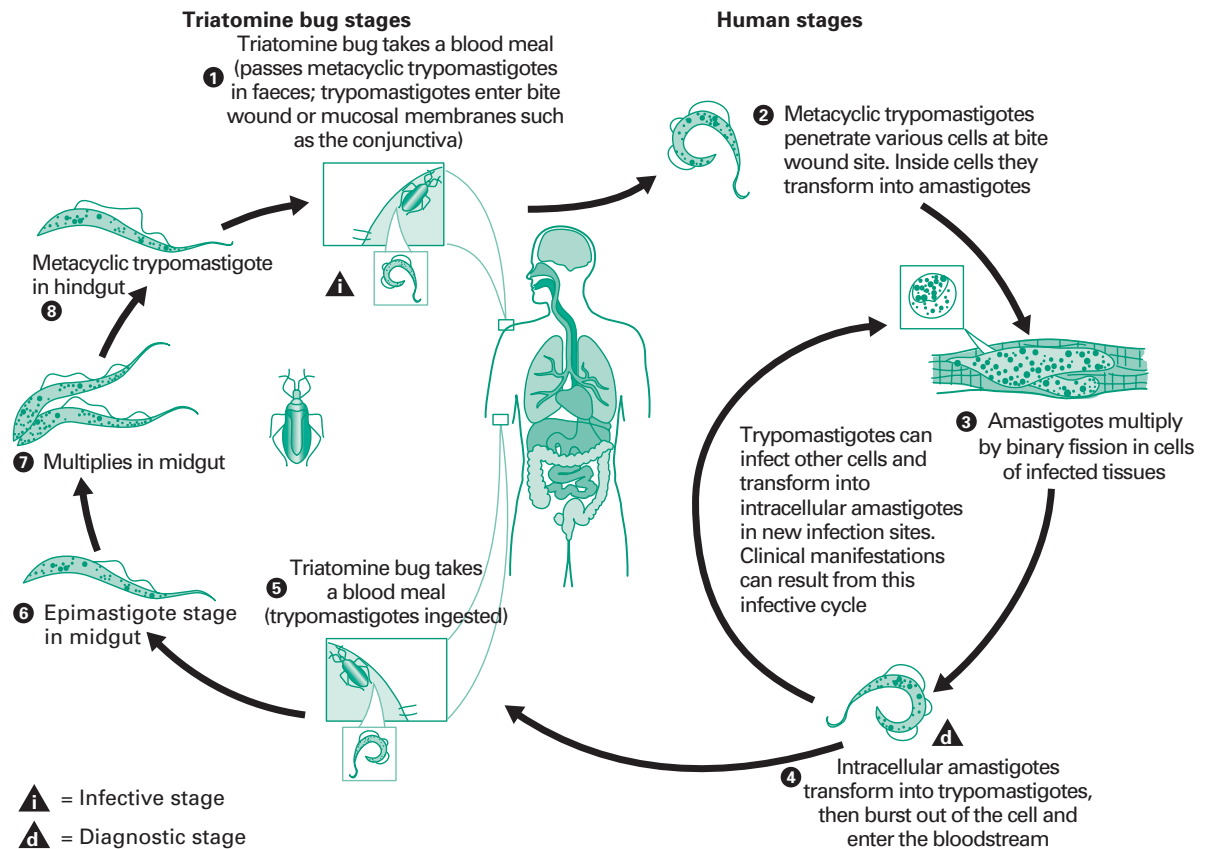 Triatomine bug stages
Human stages
Triatomine bug takes a blood meal
(passes metacyclic trypomastigotes
in faeces; trypomastigotes enter bite
wound or mucosal membranes such
as the conjunctiva)
1
2 Metacyclic trypomastigotes
penetrate various cells at bite
wound site. Inside cells they
transform into amastigotes
i
Metacyclic trypomastigote
in hindgut
8
3 Amastigotes multiply
by binary fission in cells
of infected tissues
Trypomastigotes can
infect other cells and
transform into
intracellular amastigotes
in new infection sites.
Clinical manifestations
can result from this
infective cycle
7 Multiplies in midgut
5 Triatomine bug takes
a blood meal
(trypomastigotes ingested)
6 Epimastigote stage
in midgut
d
4 Intracellular amastigotes
transform into trypomastigotes,
then burst out of the cell and
enter the bloodstream
i = Infective stage
d = Diagnostic stage